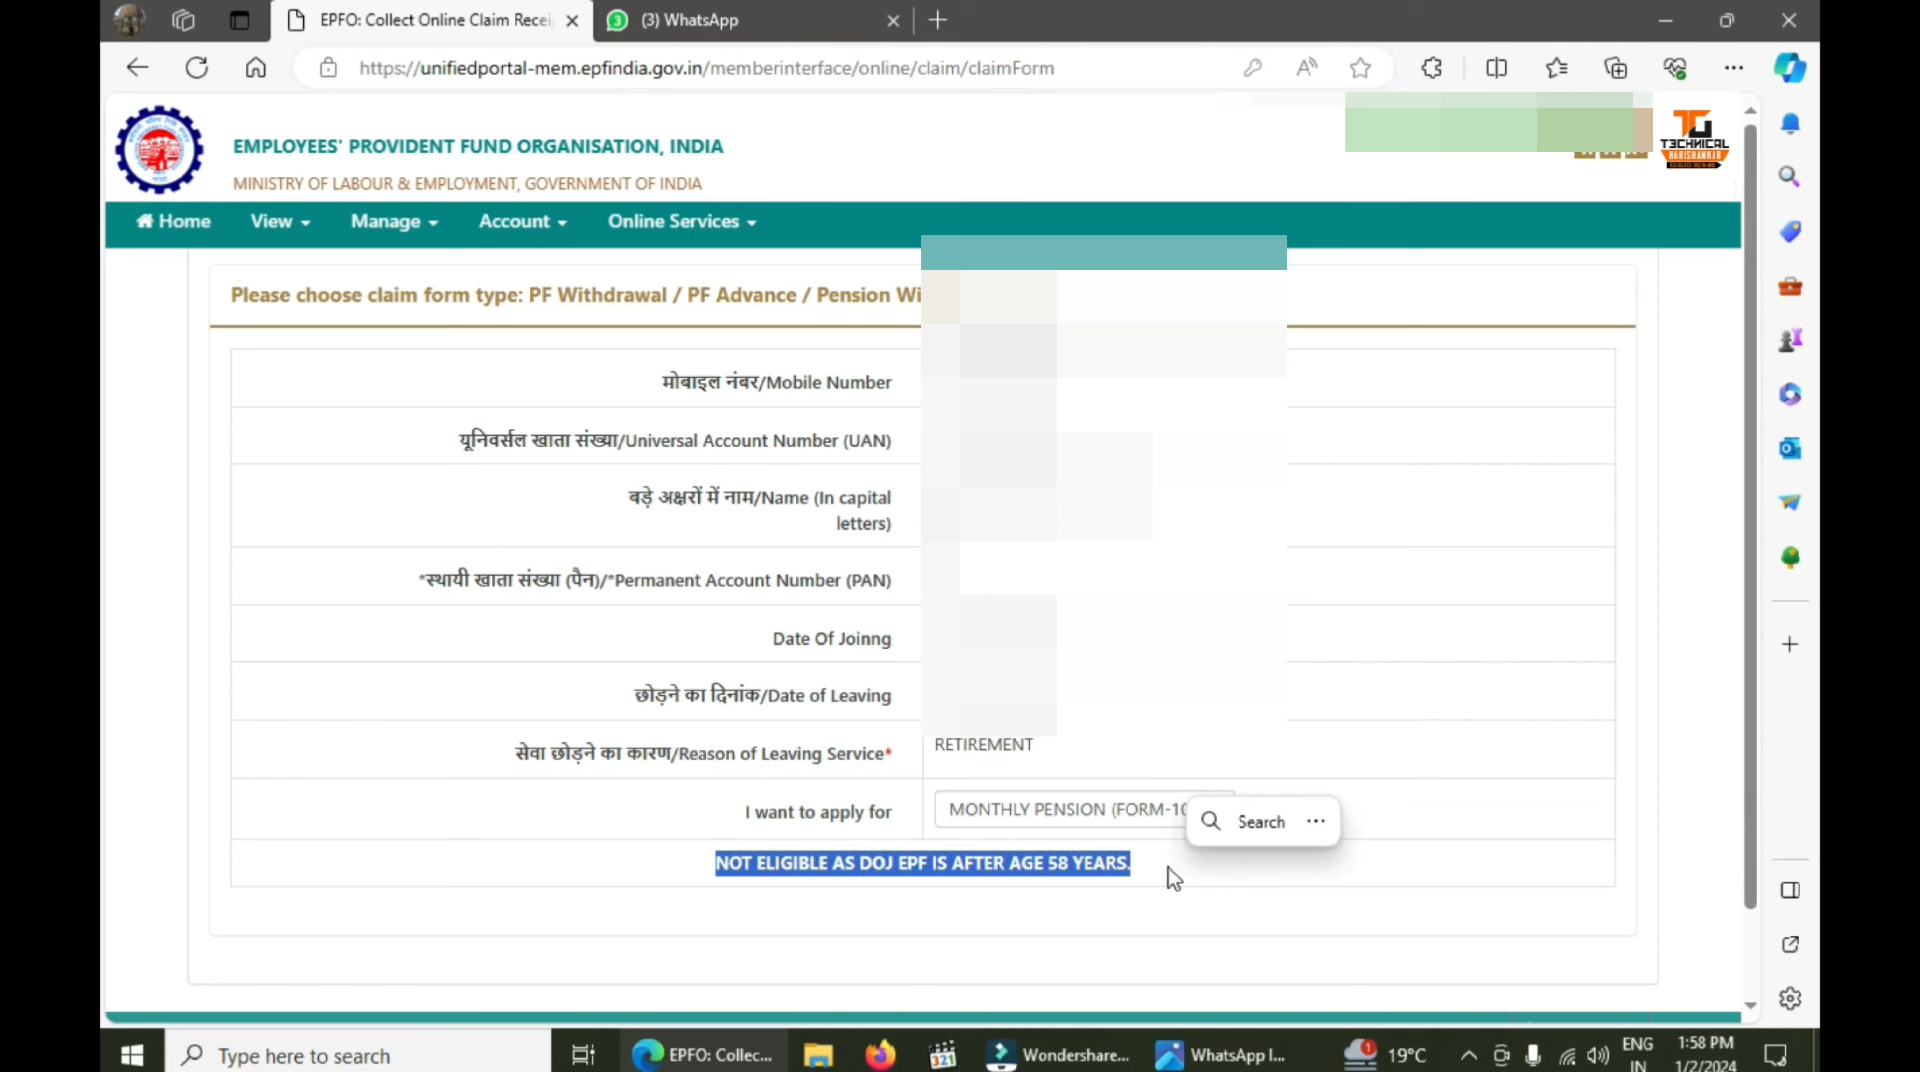 EPFO: Collect Online Claim Recei
(3) WhatsApp
https://unifiedportal-mem.epfindia.gov.in/memberinterface/online/claim/claimForm
EMPLOYEES' PROVIDENT FUND ORGANISATION, INDIA
MINISTRY OF LABOUR & EMPLOYMENT, GOVERNMENT OF INDIA
T3CHNICAL
HARISHANKAR
Home View Manage Account Online Services
Please choose claim form type: PF Withdrawal / PF Advance / Pension Wi
मोबाइल नंबर/Mobile Number
यूनिवर्सल खाता संख्या/Universal Account Number (UAN)
बड़े अक्षरों में नाम/Name (In capital
letters)
*स्थायी खाता संख्या (पैन)/*Permanent Account Number (PAN)
Date Of Joinng
छोड़ने का दिनांक/Date of Leaving
सेवा छोड़ने का कारण/Reason of Leaving Service*
RETIREMENT
I want to apply for
MONTHLY PENSION (FORM-10
Search
NOT ELIGIBLE AS DOJ EPF IS AFTER AGE 58 YEARS.
Type here to search
EPFO: Collec...
321
Wondershare...
WhatsApp I...
1
19°C
ENG
IN
1:58 PM
1/2/2024